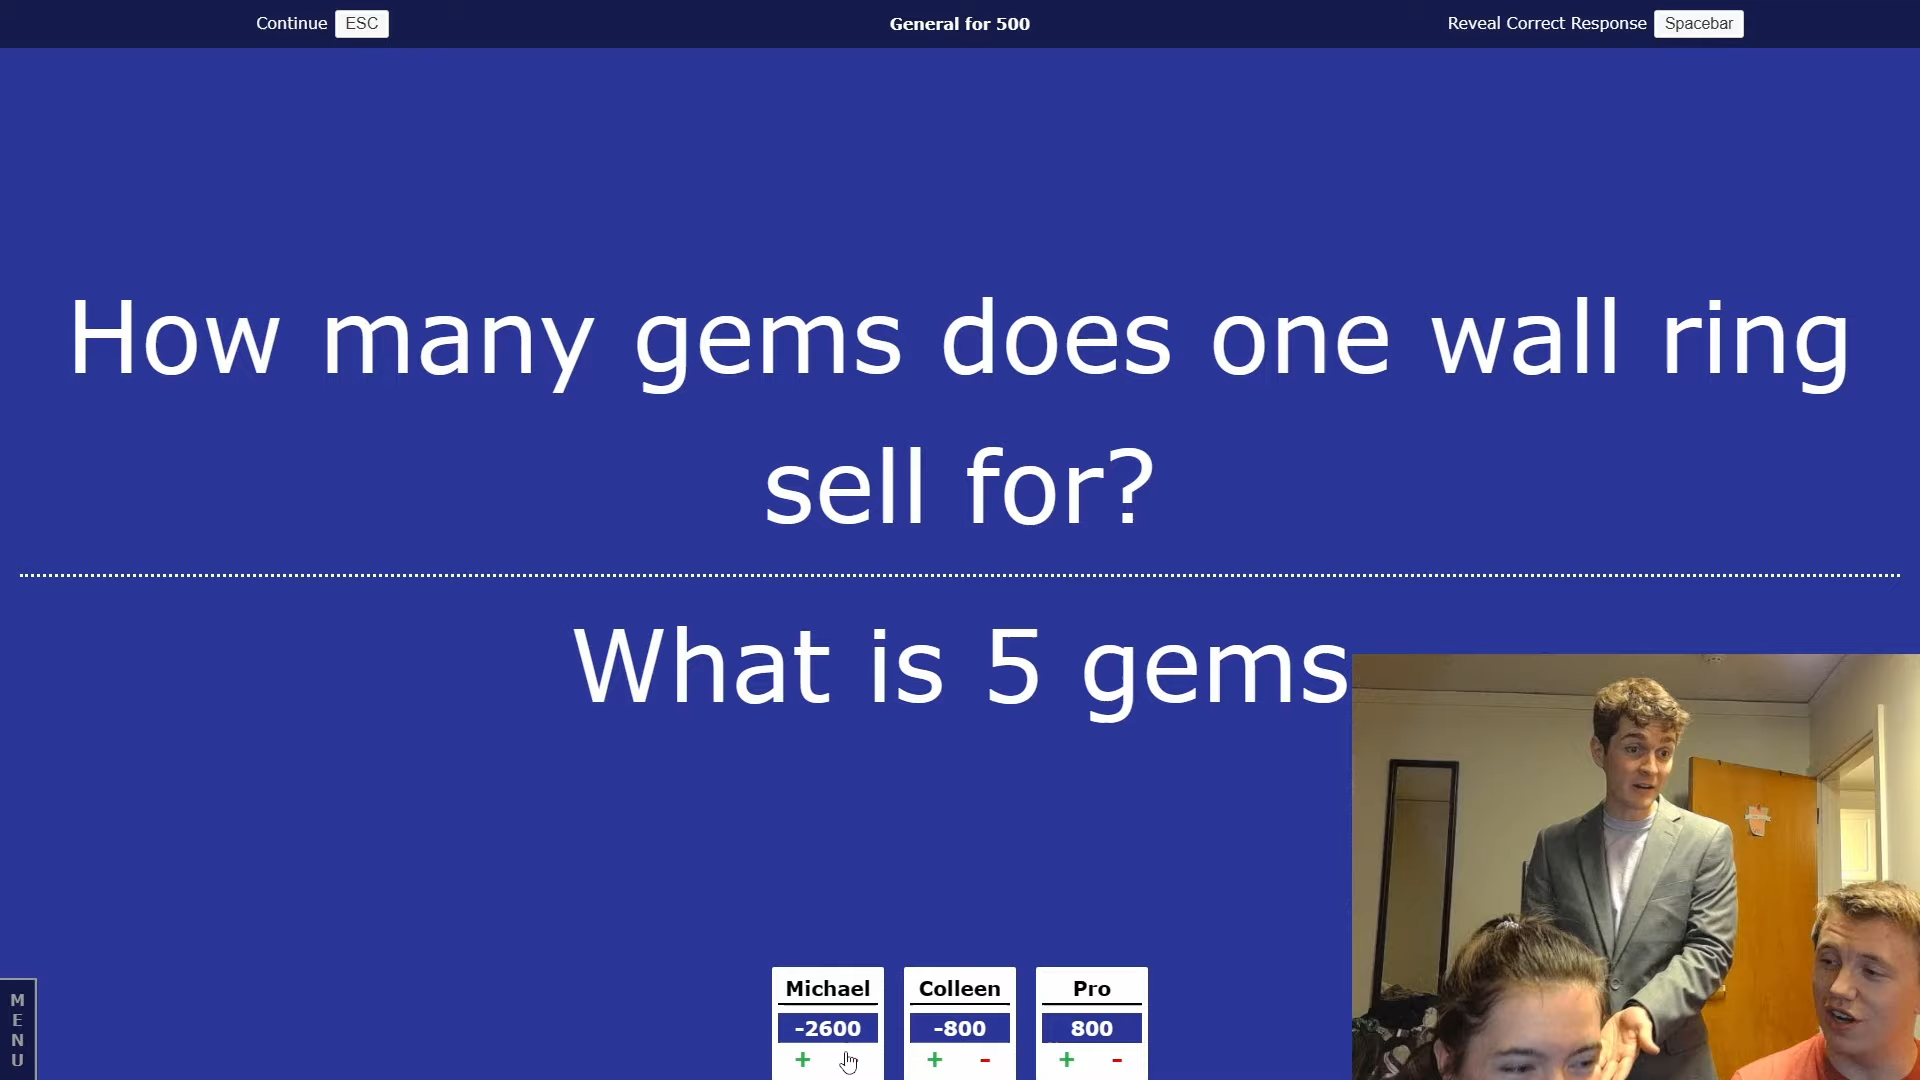 Continue ESC
General for 500
Reveal Correct Response Spacebar
How many gems does one wall ring
sell for?
What is 5 gems
MENU
Michael
-2600
+
Colleen
-800
+ -
Pro
800
+ -